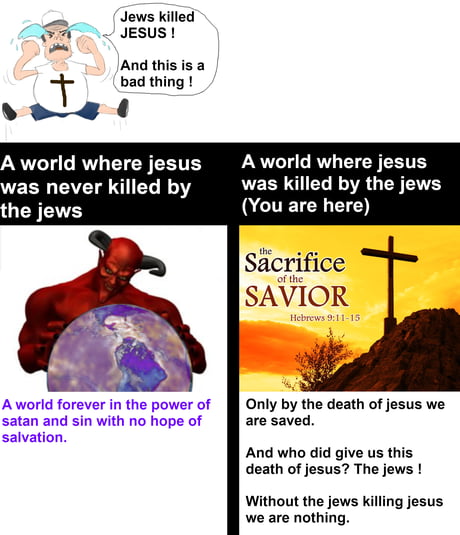 Jews killed
JESUS !
And this is a
bad thing !
A world where jesus
was never killed by
the jews
A world where jesus
was killed by the jews
(You are here)
the
Sacrifice
of the
SAVIOR
Hebrews 9:11-15
A world forever in the power of
satan and sin with no hope of
salvation.
Only by the death of jesus we
are saved.
And who did give us this
death of jesus? The jews !
Without the jews killing jesus
we are nothing.